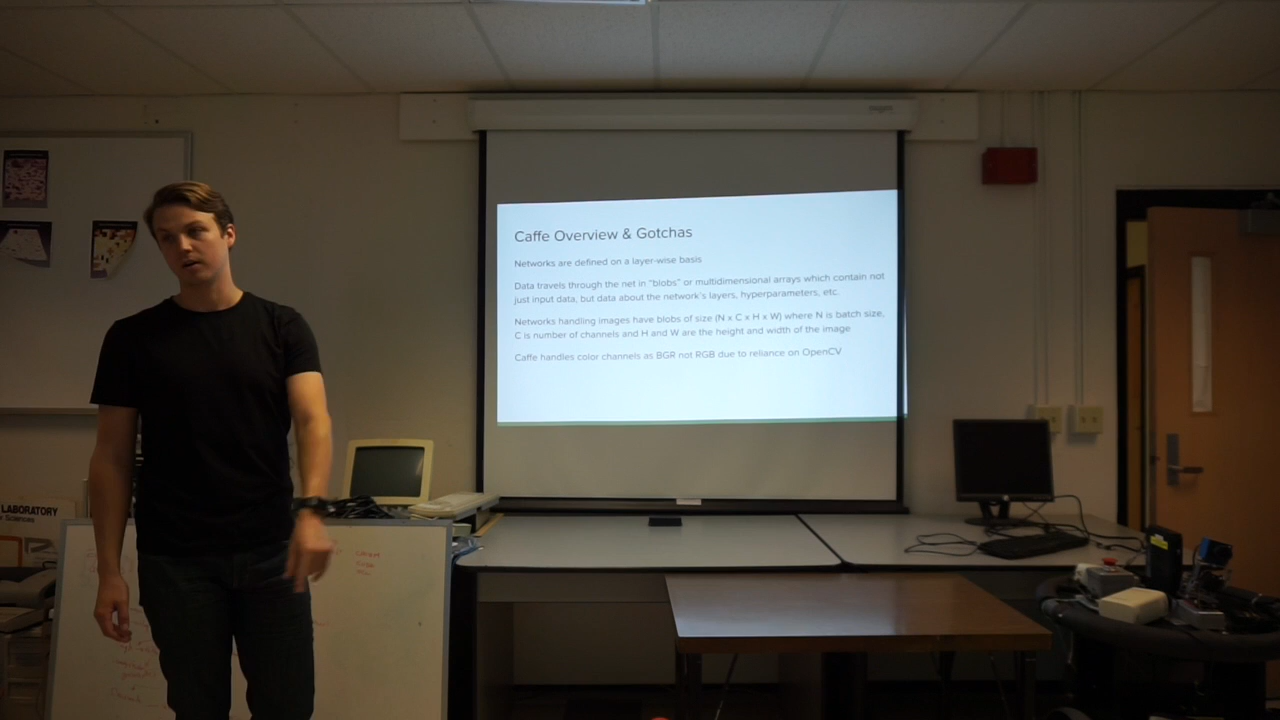 Caffe Overview & Gotchas
Networks are defined on a layer-wise basis
Data travels through the net in "blobs" or multidimensional arrays which contain not
just input data, but data about the network's layers, hyperparameters, etc.
Networks handling images have blobs of size (N x C x H x W) where N is batch size,
C is number of channels and H and W are the height and width of the image
Caffe handles color channels as BGR not RGB due to reliance on OpenCV
LABORATORY
Sciences